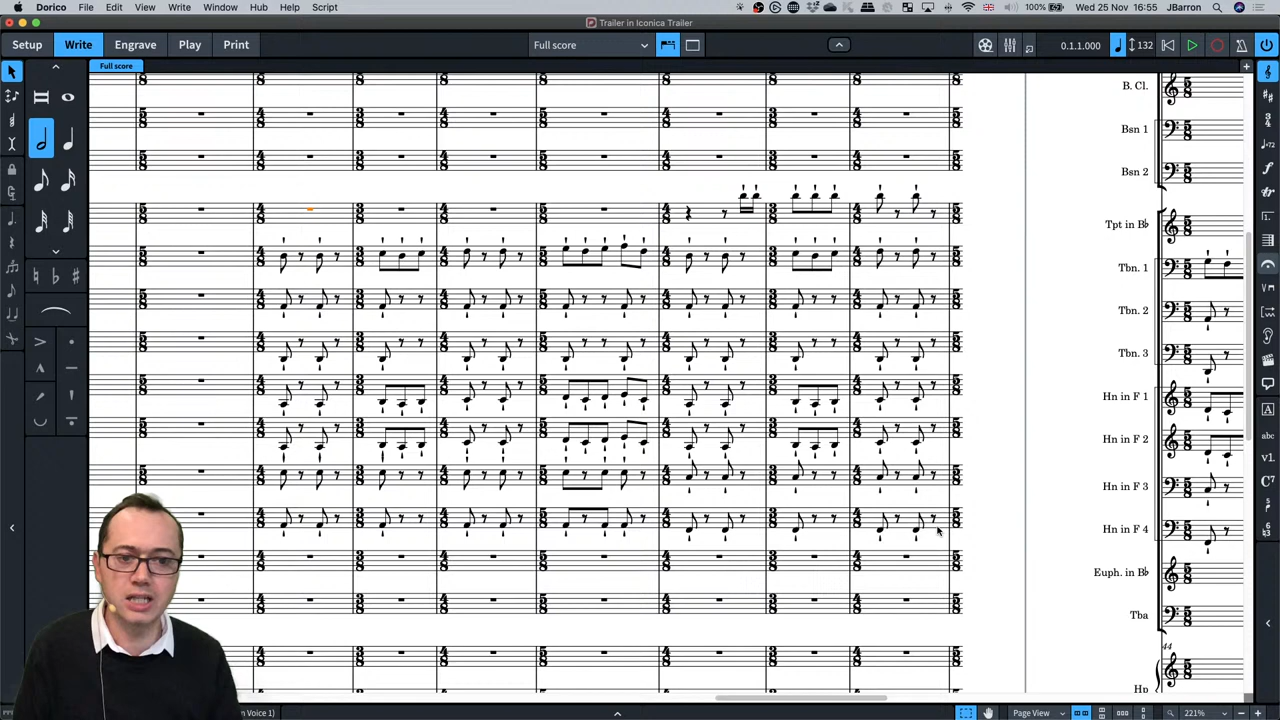 Dorico File Edit View Write Window Hub Help Script 100% Wed 25 Nov 16:55 JBarron
Trailer in Iconica Trailer
Setup Write Engrave Play Print Full score 0.1.1.000 132
Full score
B. Cl.
Bsn 1
Bsn 2
Tpt in B♭
Tbn. 1
Tbn. 2
Tbn. 3
Hn in F 1
Hn in F 2
Hn in F 3
Hn in F 4
Euph. in B♭
Tba
44
Hp
n Voice 1) Page View 221%